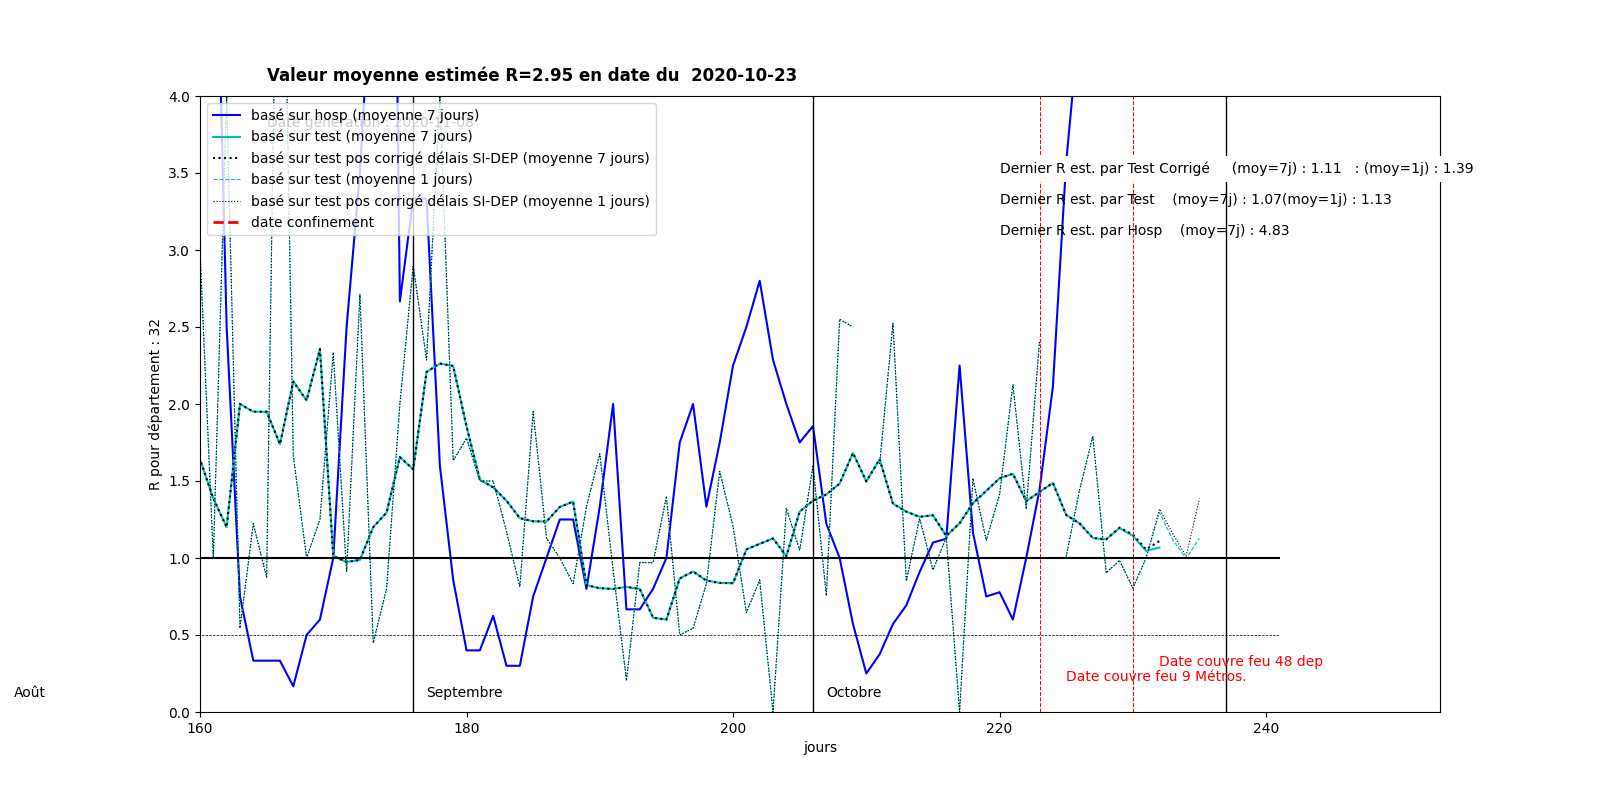 Valeur moyenne estimée R=2.95 en date du  2020-10-23
4.0
3.5
3.0
2.5
2.0
1.5
1.0
0.5
0.0
R pour département : 32
basé sur hosp (moyenne 7 jours)
Date génération : 2020-11-08
basé sur test (moyenne 7 jours)
basé sur test pos corrigé délais SI-DEP (moyenne 7 jours)
basé sur test (moyenne 1 jours)
basé sur test pos corrigé délais SI-DEP (moyenne 1 jours)
date confinement
Dernier R est. par Test Corrigé     (moy=7j) : 1.11   : (moy=1j) : 1.39
Dernier R est. par Test    (moy=7j) : 1.07(moy=1j) : 1.13
Dernier R est. par Hosp    (moy=7j) : 4.83
Date couvre feu 48 dep
Date couvre feu 9 Métros.
Août
Septembre
Octobre
160
180
200
220
240
jours